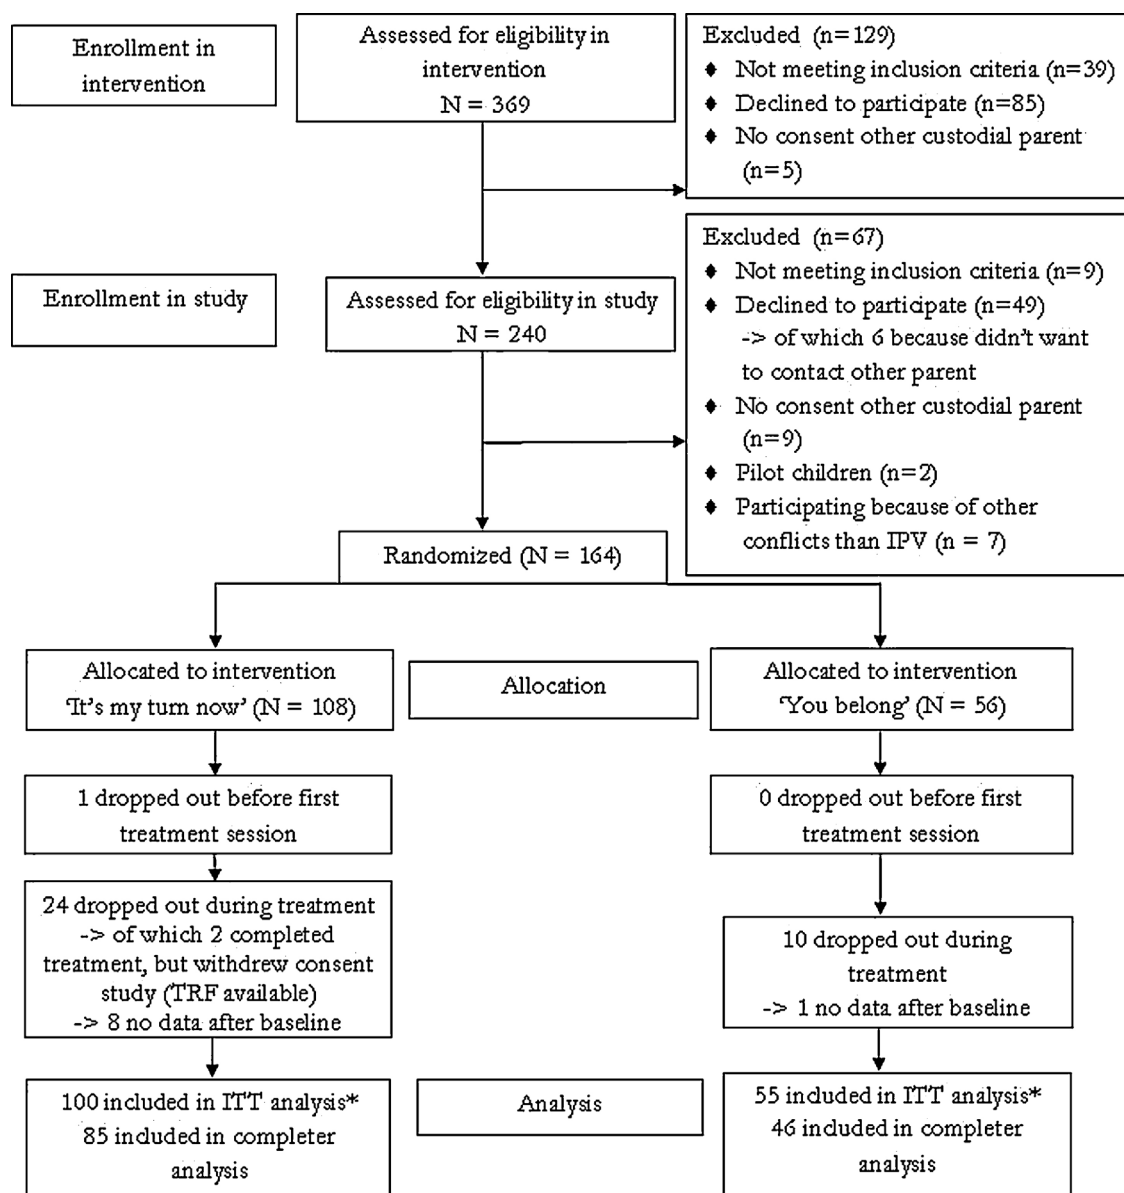 Enrollment in
intervention
Assessed for eligibility in
intervention
N = 369
Excluded (n=129)
♦ Not meeting inclusion criteria (n=39)
♦ Declined to participate (n=85)
♦ No consent other custodial parent
(n=5)
Enrollment in study
Assessed for eligibility in study
N = 240
Excluded (n=67)
♦ Not meeting inclusion criteria (n=9)
♦ Declined to participate (n=49)
-> of which 6 because didn't want
to contact other parent
♦ No consent other custodial parent
(n=9)
♦ Pilot children (n=2)
♦ Participating because of other
conflicts than IPV (n = 7)
Randomized (N = 164)
Allocated to intervention
'It's my turn now' (N = 108)
Allocation
Allocated to intervention
'You belong' (N = 56)
1 dropped out before first
treatment session
0 dropped out before first
treatment session
24 dropped out during treatment
-> of which 2 completed
treatment, but withdrew consent
study (TRF available)
-> 8 no data after baseline
10 dropped out during
treatment
-> 1 no data after baseline
100 included in ITT analysis*
85 included in completer
analysis
Analysis
55 included in ITT analysis*
46 included in completer
analysis